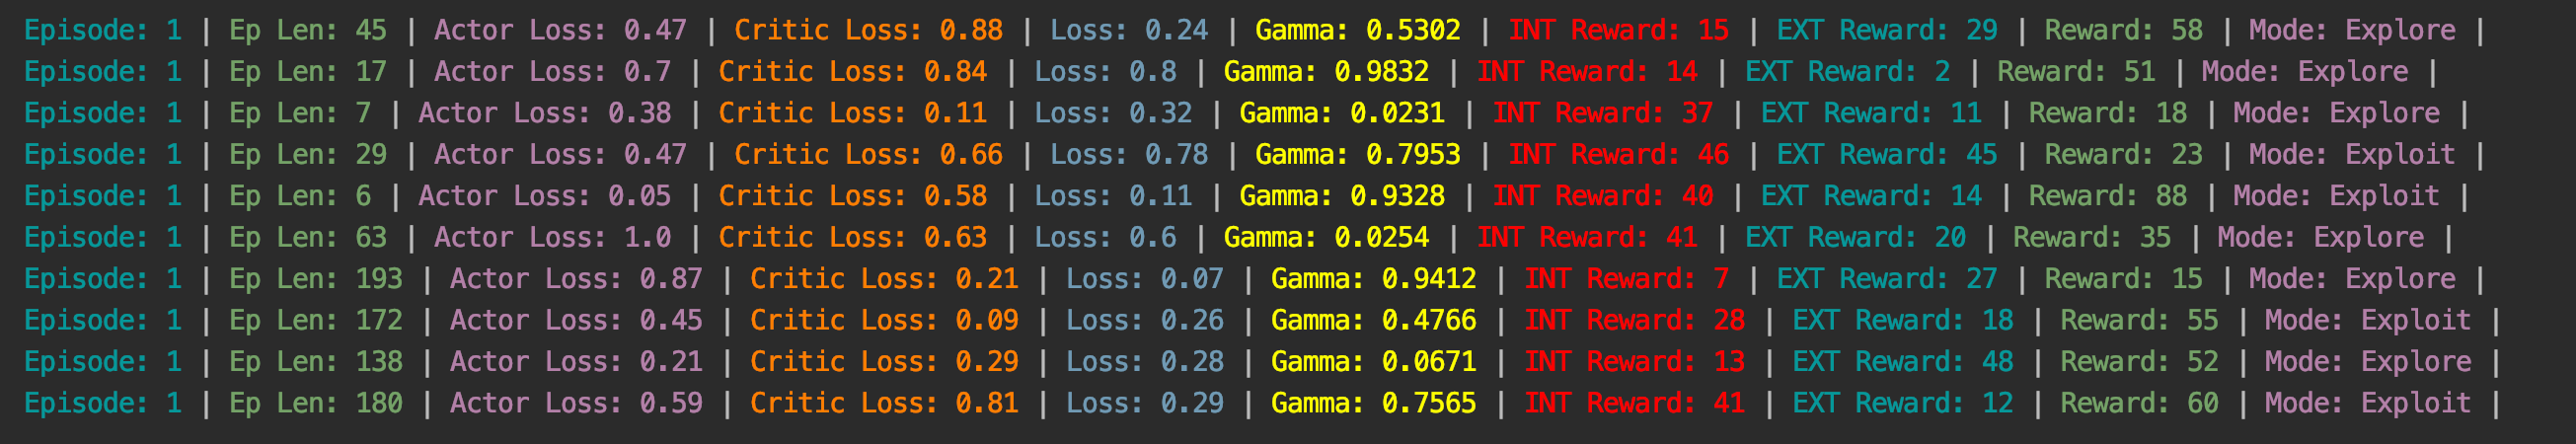 Episode: 1 | Ep Len: 45 | Actor Loss: 0.47 | Critic Loss: 0.88 | Loss: 0.24 | Gamma: 0.5302 | INT Reward: 15 | EXT Reward: 29 | Reward: 58 | Mode: Explore |
Episode: 1 | Ep Len: 17 | Actor Loss: 0.7 | Critic Loss: 0.84 | Loss: 0.8 | Gamma: 0.9832 | INT Reward: 14 | EXT Reward: 2 | Reward: 51 | Mode: Explore |
Episode: 1 | Ep Len: 7 | Actor Loss: 0.38 | Critic Loss: 0.11 | Loss: 0.32 | Gamma: 0.0231 | INT Reward: 37 | EXT Reward: 11 | Reward: 18 | Mode: Explore |
Episode: 1 | Ep Len: 29 | Actor Loss: 0.47 | Critic Loss: 0.66 | Loss: 0.78 | Gamma: 0.7953 | INT Reward: 46 | EXT Reward: 45 | Reward: 23 | Mode: Exploit |
Episode: 1 | Ep Len: 6 | Actor Loss: 0.05 | Critic Loss: 0.58 | Loss: 0.11 | Gamma: 0.9328 | INT Reward: 40 | EXT Reward: 14 | Reward: 88 | Mode: Exploit |
Episode: 1 | Ep Len: 63 | Actor Loss: 1.0 | Critic Loss: 0.63 | Loss: 0.6 | Gamma: 0.0254 | INT Reward: 41 | EXT Reward: 20 | Reward: 35 | Mode: Explore |
Episode: 1 | Ep Len: 193 | Actor Loss: 0.87 | Critic Loss: 0.21 | Loss: 0.07 | Gamma: 0.9412 | INT Reward: 7 | EXT Reward: 27 | Reward: 15 | Mode: Explore |
Episode: 1 | Ep Len: 172 | Actor Loss: 0.45 | Critic Loss: 0.09 | Loss: 0.26 | Gamma: 0.4766 | INT Reward: 28 | EXT Reward: 18 | Reward: 55 | Mode: Exploit |
Episode: 1 | Ep Len: 138 | Actor Loss: 0.21 | Critic Loss: 0.29 | Loss: 0.28 | Gamma: 0.0671 | INT Reward: 13 | EXT Reward: 48 | Reward: 52 | Mode: Explore |
Episode: 1 | Ep Len: 180 | Actor Loss: 0.59 | Critic Loss: 0.81 | Loss: 0.29 | Gamma: 0.7565 | INT Reward: 41 | EXT Reward: 12 | Reward: 60 | Mode: Exploit |